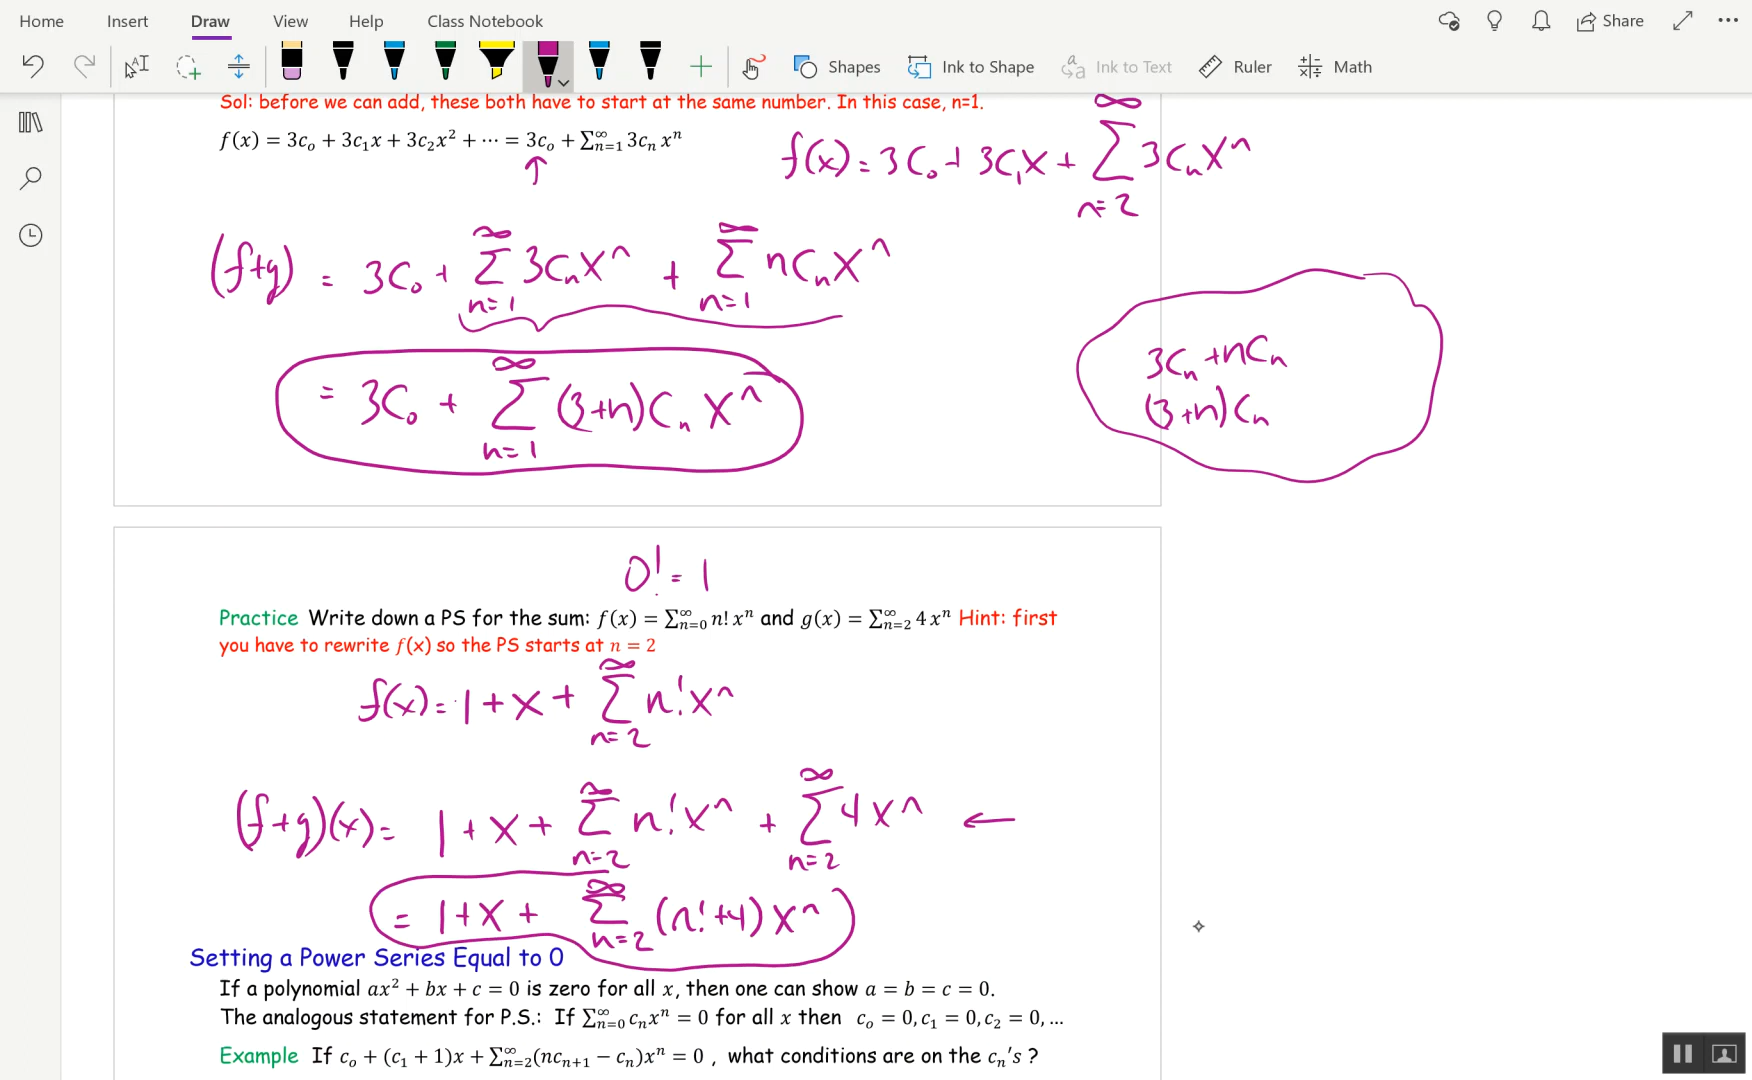 Home Insert Draw View Help Class Notebook Share
Shapes Ink to Shape Ink to Text Ruler Math
Sol: before we can add, these both have to start at the same number. In this case, n=1.
f(x) = 3c₀ + 3c₁x + 3c₂x² + ⋯ = 3c₀ + ∑ₙ₌₁^∞ 3cₙ xⁿ
↑
f(x) = 3C₀ + 3C₁X + ∑ₙ₌₂^∞ 3CₙXⁿ
(f+g) = 3C₀ + ∑ₙ₌₁^∞ 3CₙXⁿ + ∑ₙ₌₁^∞ nCₙXⁿ
= 3C₀ + ∑ₙ₌₁^∞ (3+n)Cₙ Xⁿ
3Cₙ + nCₙ
(3+n)Cₙ
0! = 1
Practice Write down a PS for the sum: f(x) = ∑ₙ₌₀^∞ n! xⁿ and g(x) = ∑ₙ₌₂^∞ 4 xⁿ Hint: first
you have to rewrite f(x) so the PS starts at n = 2
f(x) = 1 + x + ∑ₙ₌₂^∞ n! xⁿ
(f+g)(x) = 1 + x + ∑ₙ₌₂^∞ n! xⁿ + ∑ₙ₌₂^∞ 4xⁿ ←
= 1 + x + ∑ₙ₌₂^∞ (n! + 4) xⁿ
Setting a Power Series Equal to 0
If a polynomial ax² + bx + c = 0 is zero for all x, then one can show a = b = c = 0.
The analogous statement for P.S.: If ∑ₙ₌₀^∞ cₙxⁿ = 0 for all x then c₀ = 0, c₁ = 0, c₂ = 0, ...
Example If c₀ + (c₁ + 1)x + ∑ₙ₌₂^∞(ncₙ₊₁ − cₙ)xⁿ = 0 , what conditions are on the cₙ's ?